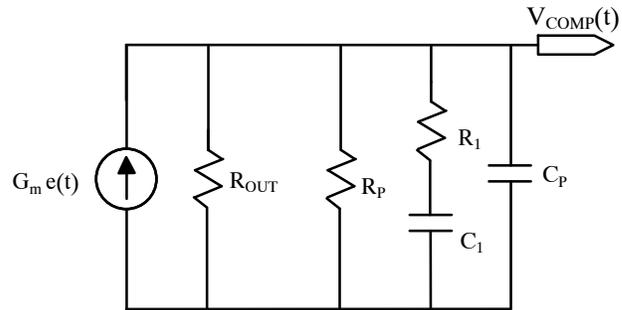 V_COMP(t)
R_1
G_m e(t)
R_OUT
R_P
C_P
C_1